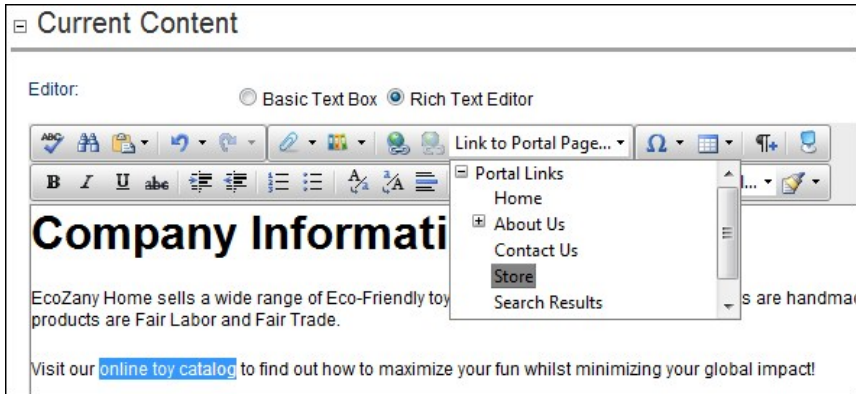 Current Content
Editor: Basic Text Box Rich Text Editor
ABC Link to Portal Page... Ω ¶
B I U abc A A ...
Portal Links
Home
About Us
Contact Us
Store
Search Results
Company Informati
EcoZany Home sells a wide range of Eco-Friendly toy s are handmad
products are Fair Labor and Fair Trade.
Visit our online toy catalog to find out how to maximize your fun whilst minimizing your global impact!